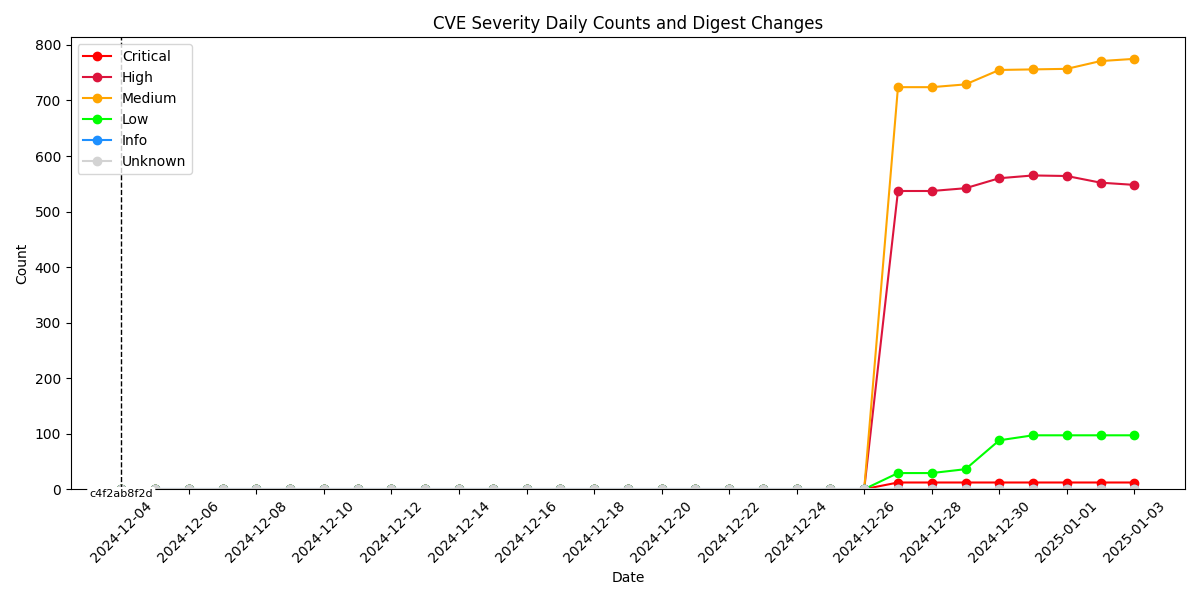 CVE Severity Daily Counts and Digest Changes
Critical
High
Medium
Low
Info
Unknown
800
700
600
500
400
300
200
100
0
Count
c4f2ab8f2d
2024-12-04
2024-12-06
2024-12-08
2024-12-10
2024-12-12
2024-12-14
2024-12-16
2024-12-18
2024-12-20
2024-12-22
2024-12-24
2024-12-26
2024-12-28
2024-12-30
2025-01-01
2025-01-03
Date